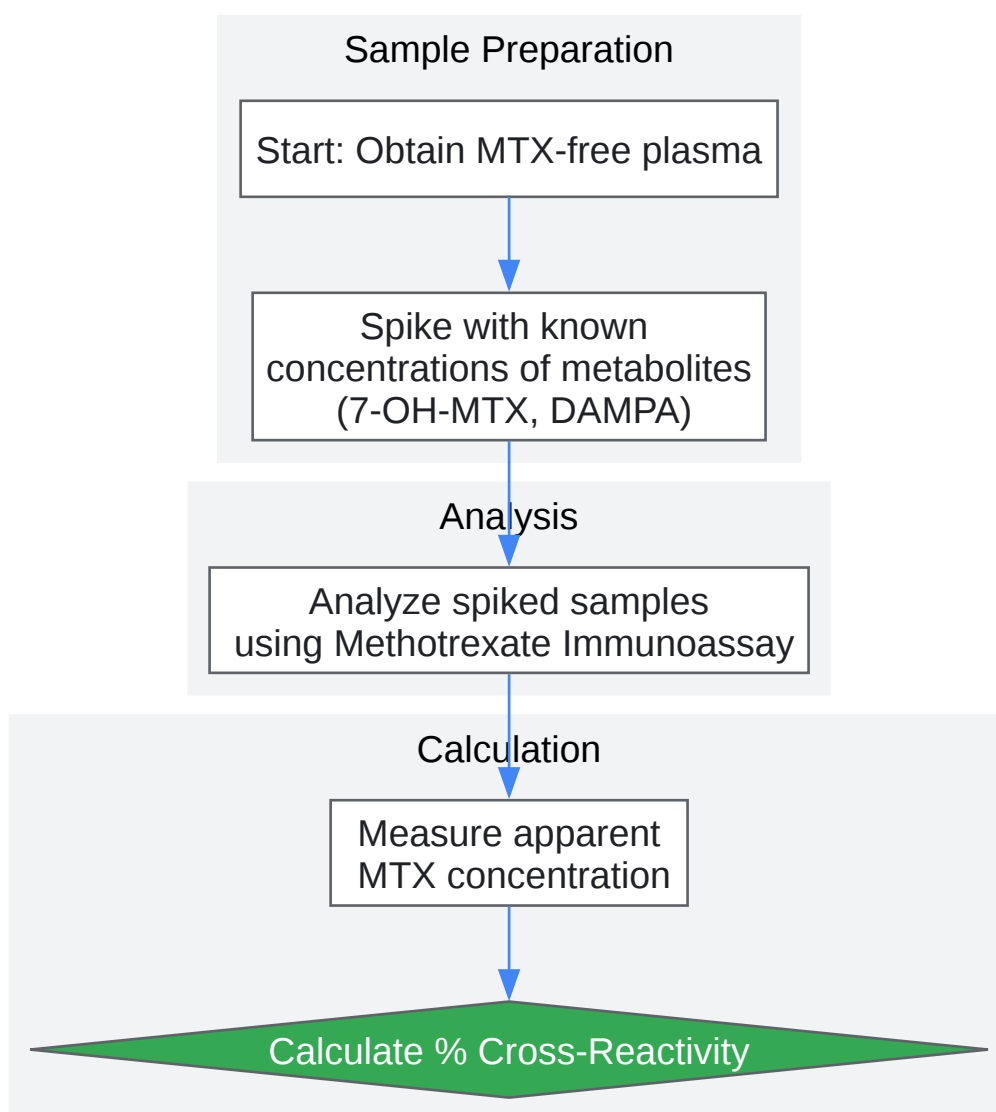 Sample Preparation
Start: Obtain MTX-free plasma
Spike with known
concentrations of metabolites
(7-OH-MTX, DAMPA)
Analysis
Analyze spiked samples
using Methotrexate Immunoassay
Calculation
Measure apparent
MTX concentration
Calculate % Cross-Reactivity